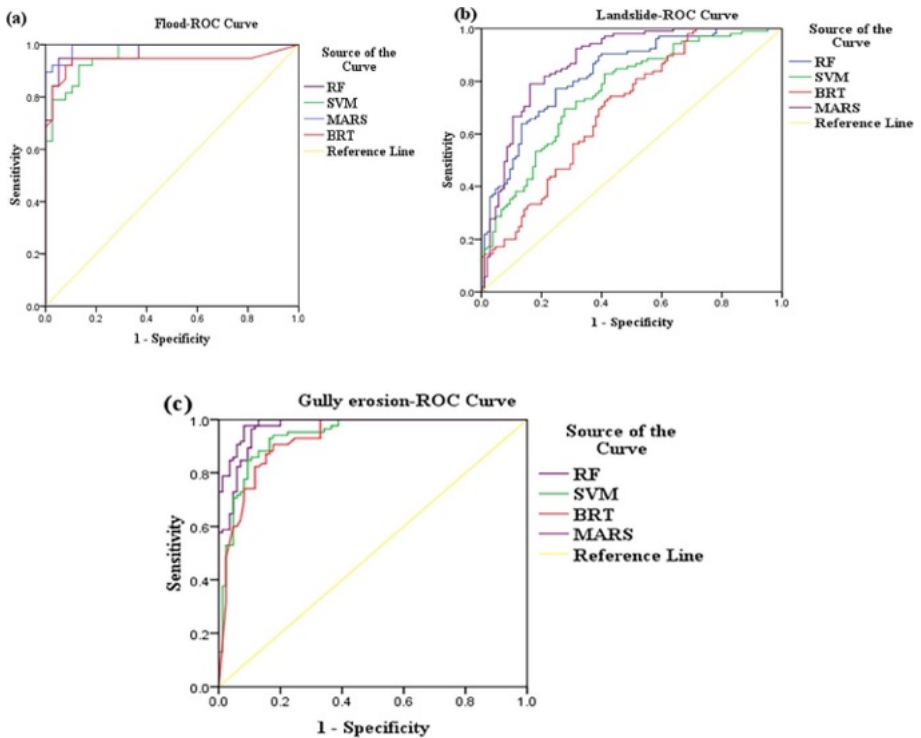 (a)
Flood-ROC Curve
Source of the
Curve
RF
SVM
MARS
BRT
Reference Line
Sensitivity
1.0
0.8
0.6
0.4
0.2
0.0
0.0
0.2
0.4
0.6
0.8
1.0
1 - Specificity
(b)
Landslide-ROC Curve
Source of the
Curve
RF
SVM
BRT
MARS
Reference Line
Sensitivity
1.0
0.8
0.6
0.4
0.2
0.0
0.0
0.2
0.4
0.6
0.8
1.0
1 - Specificity
(c)
Gully erosion-ROC Curve
Source of the
Curve
RF
SVM
BRT
MARS
Reference Line
Sensitivity
1.0
0.8
0.6
0.4
0.2
0.0
0.0
0.2
0.4
0.6
0.8
1.0
1 - Specificity